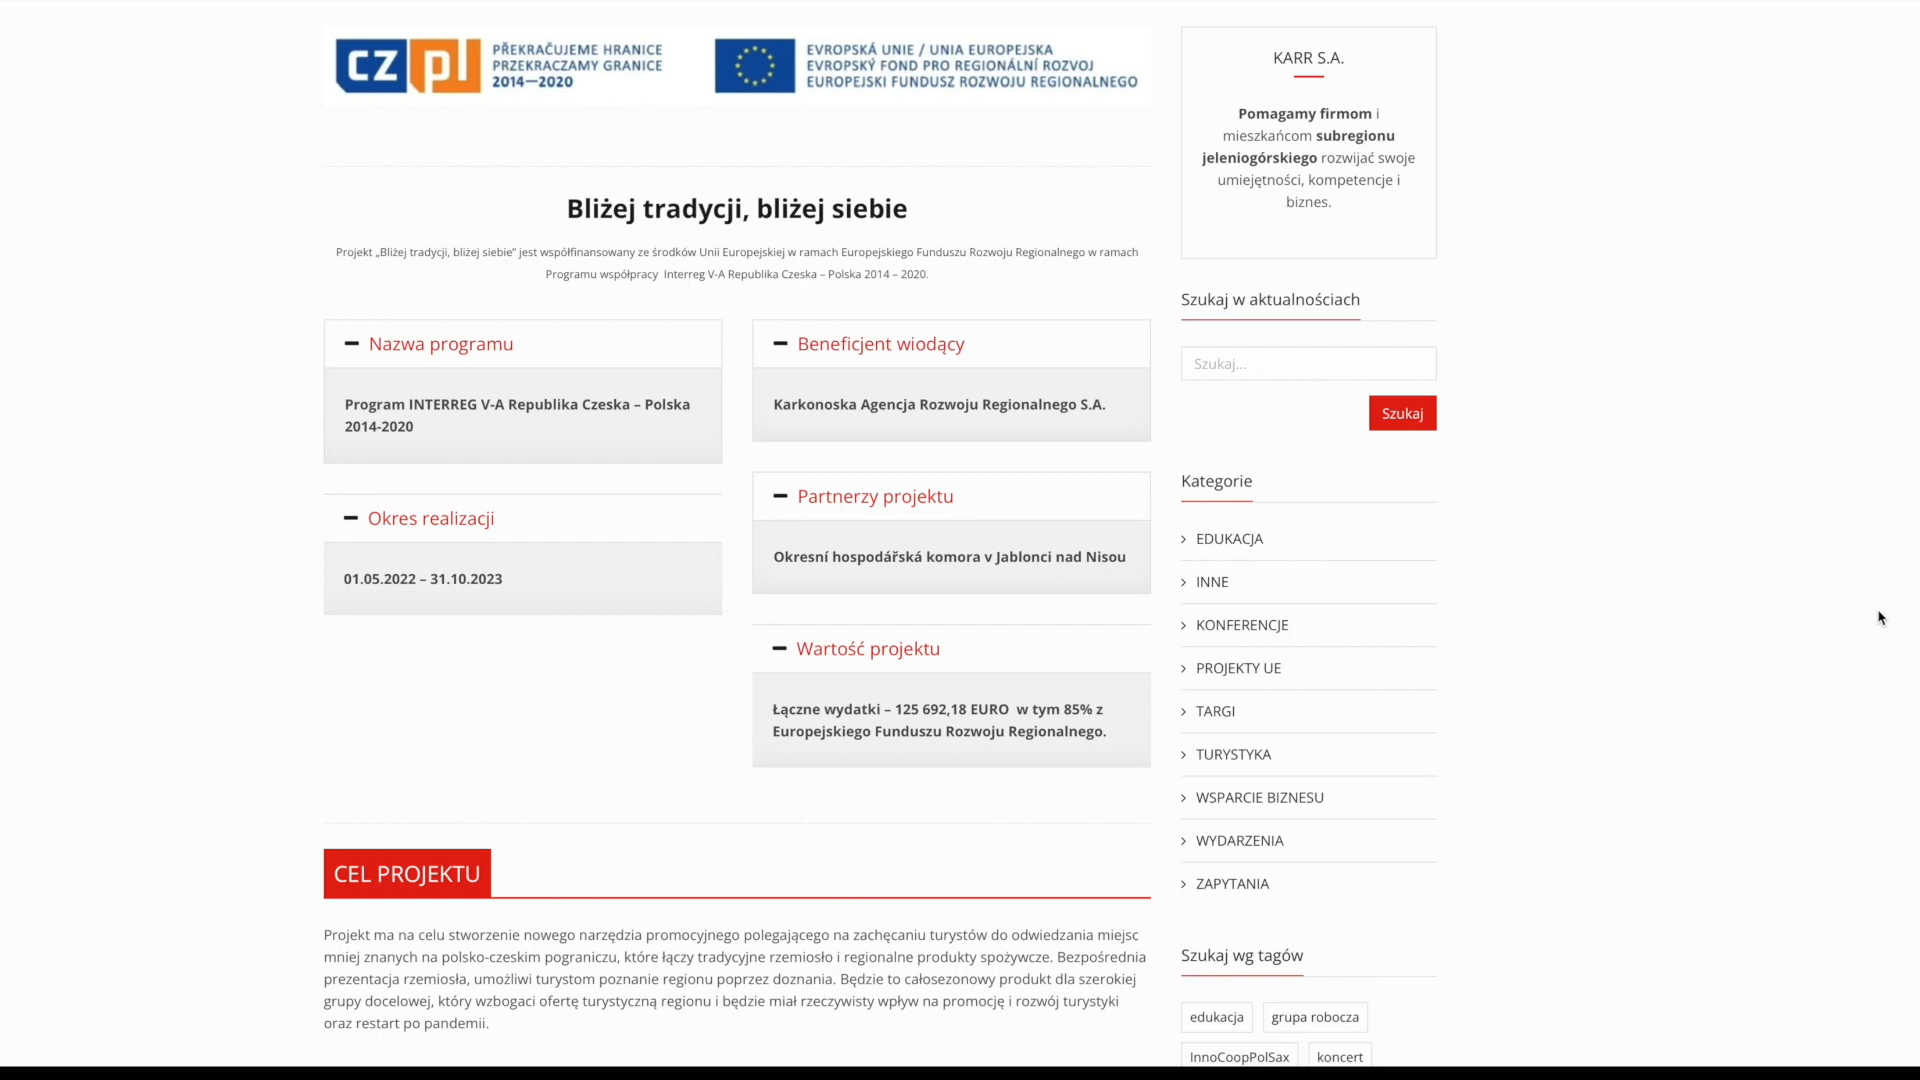 cz pl
PŘEKRAČUJEME HRANICE
PRZEKRACZAMY GRANICE
2014—2020
EVROPSKÁ UNIE / UNIA EUROPEJSKA
EVROPSKÝ FOND PRO REGIONÁLNÍ ROZVOJ
EUROPEJSKI FUNDUSZ ROZWOJU REGIONALNEGO
Bliżej tradycji, bliżej siebie
Projekt „Bliżej tradycji, bliżej siebie” jest współfinansowany ze środków Unii Europejskiej w ramach Europejskiego Funduszu Rozwoju Regionalnego w ramach
Programu współpracy Interreg V-A Republika Czeska – Polska 2014 – 2020.
Nazwa programu
Program INTERREG V-A Republika Czeska – Polska
2014-2020
Okres realizacji
01.05.2022 – 31.10.2023
Beneficjent wiodący
Karkonoska Agencja Rozwoju Regionalnego S.A.
Partnerzy projektu
Okresní hospodářská komora v Jablonci nad Nisou
Wartość projektu
Łączne wydatki – 125 692,18 EURO w tym 85% z
Europejskiego Funduszu Rozwoju Regionalnego.
CEL PROJEKTU
Projekt ma na celu stworzenie nowego narzędzia promocyjnego polegającego na zachęcaniu turystów do odwiedzania miejsc
mniej znanych na polsko-czeskim pograniczu, które łączy tradycyjne rzemiosło i regionalne produkty spożywcze. Bezpośrednia
prezentacja rzemiosła, umożliwi turystom poznanie regionu poprzez doznania. Będzie to całosezonowy produkt dla szerokiej
grupy docelowej, który wzbogaci ofertę turystyczną regionu i będzie miał rzeczywisty wpływ na promocję i rozwój turystyki
oraz restart po pandemii.
KARR S.A.
Pomagamy firmom i
mieszkańcom subregionu
jeleniogórskiego rozwijać swoje
umiejętności, kompetencje i
biznes.
Szukaj w aktualnościach
Szukaj...
Szukaj
Kategorie
EDUKACJA
INNE
KONFERENCJE
PROJEKTY UE
TARGI
TURYSTYKA
WSPARCIE BIZNESU
WYDARZENIA
ZAPYTANIA
Szukaj wg tagów
edukacja
grupa robocza
InnoCoopPolSax
koncert